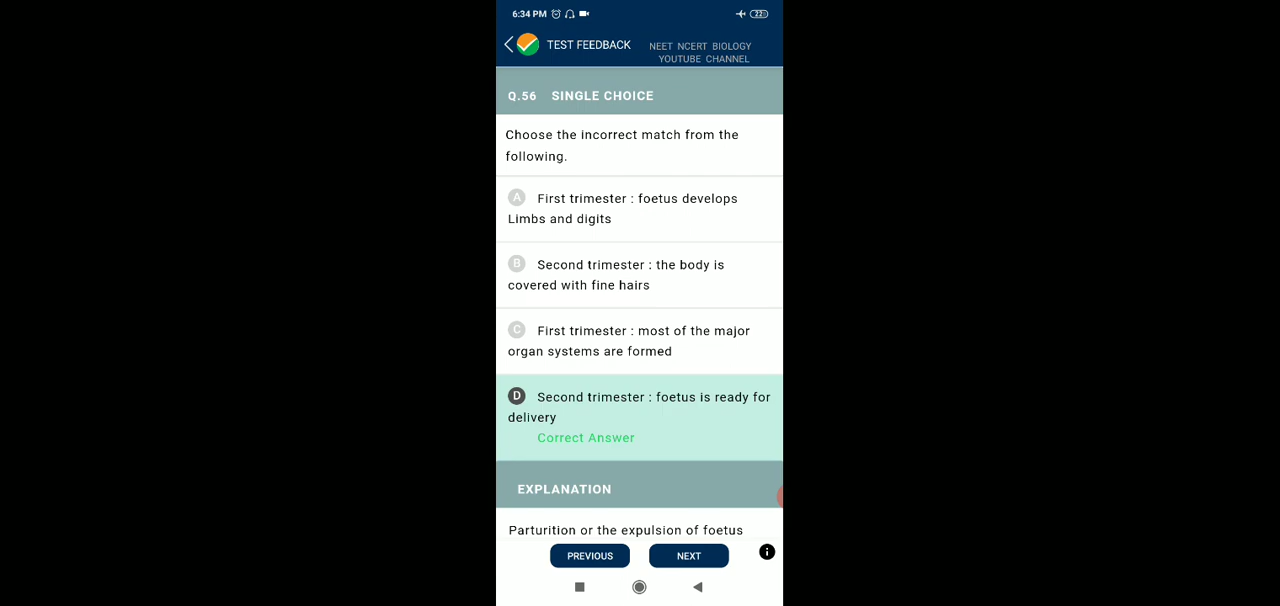 6:34 PM 22
TEST FEEDBACK NEET NCERT BIOLOGY
YOUTUBE CHANNEL
Q.56 SINGLE CHOICE
Choose the incorrect match from the
following.
A First trimester : foetus develops
Limbs and digits
B Second trimester : the body is
covered with fine hairs
C First trimester : most of the major
organ systems are formed
D Second trimester : foetus is ready for
delivery
Correct Answer
EXPLANATION
Parturition or the expulsion of foetus
PREVIOUS NEXT i